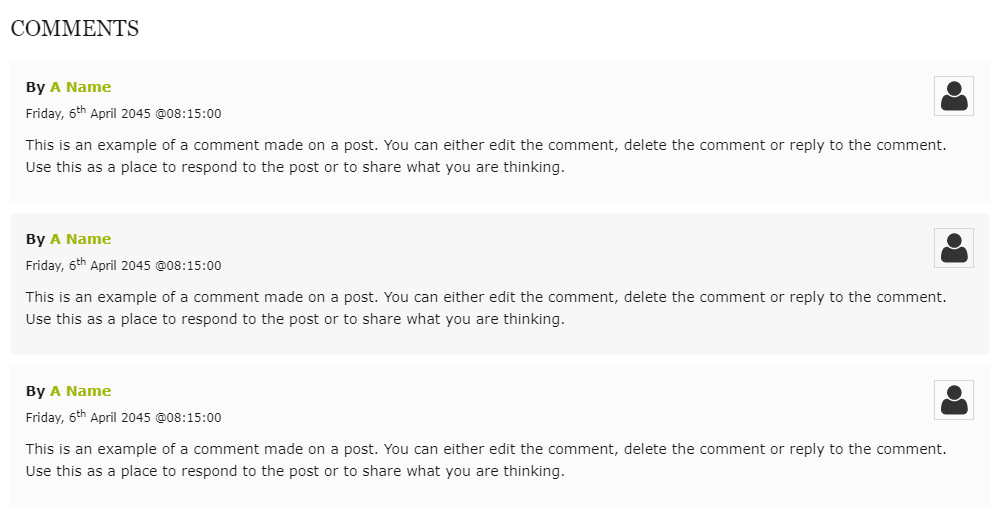 COMMENTS
By A Name
Friday, 6th April 2045 @08:15:00
This is an example of a comment made on a post. You can either edit the comment, delete the comment or reply to the comment.
Use this as a place to respond to the post or to share what you are thinking.
By A Name
Friday, 6th April 2045 @08:15:00
This is an example of a comment made on a post. You can either edit the comment, delete the comment or reply to the comment.
Use this as a place to respond to the post or to share what you are thinking.
By A Name
Friday, 6th April 2045 @08:15:00
This is an example of a comment made on a post. You can either edit the comment, delete the comment or reply to the comment.
Use this as a place to respond to the post or to share what you are thinking.